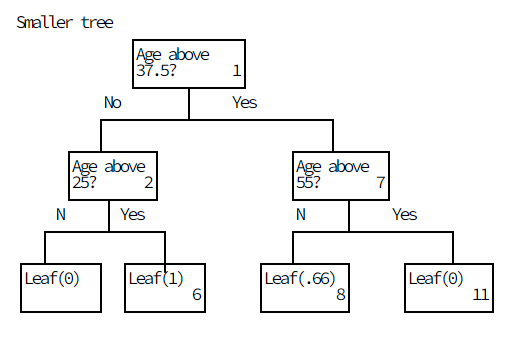 Smaller tree
Age above
37.5? 1
No Yes
Age above
25? 2
Age above
55? 7
N Yes
N Yes
Leaf(0)
Leaf(1)
6
Leaf(.66)
8
Leaf(0)
11